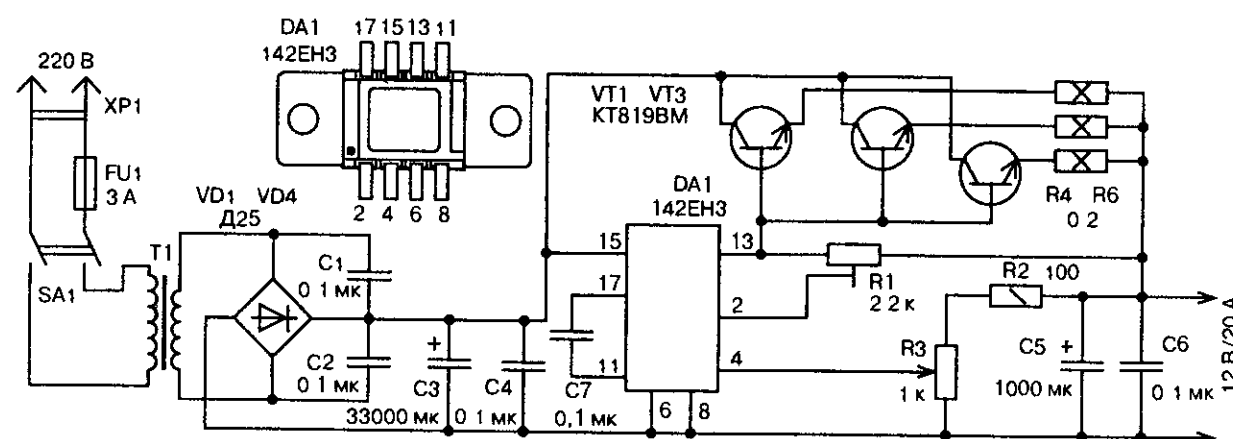 220 В
XP1
FU1
3 А
SA1
T1
VD1 VD4
Д25
DA1
142ЕН3
17 15 13 11
2 4 6 8
C1
0 1 мк
C2
0 1 мк
+
C3
33000 мк
C4
0 1 мк
C7
0,1 мк
VT1 VT3
КТ819ВМ
DA1
142ЕН3
15
17
11
13
2
4
6
8
R4 R6
0 2
R1
2 2 к
R2 100
R3
1 к
C5 +
1000 мк
C6
0 1 мк
12 В/20 А